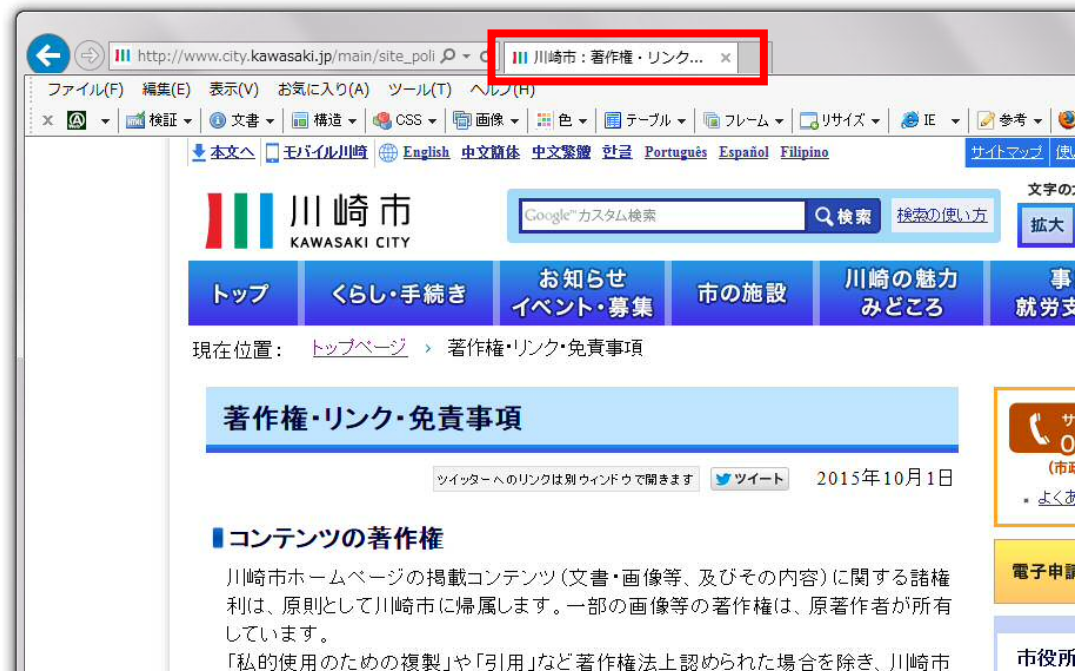 http://www.city.kawasaki.jp/main/site_poli
川崎市：著作権・リンク... ×
ファイル(F) 編集(E) 表示(V) お気に入り(A) ツール(T) ヘルプ(H)
× 検証 文書 構造 CSS 画像 色 テーブル フレーム リサイズ IE 参考
本文へ モバイル川崎 English 中文簡体 中文繁體 한글 Português Español Filipino サイトマップ
文字の
川崎市
KAWASAKI CITY
Google™カスタム検索 検索 検索の使い方 拡大
トップ くらし・手続き お知らせ 市の施設 川崎の魅力
イベント・募集 みどころ
現在位置： トップページ › 著作権・リンク・免責事項
著作権・リンク・免責事項
ツイッターへのリンクは別ウィンドウで開きます ツイート 2015年10月1日
コンテンツの著作権
川崎市ホームページの掲載コンテンツ（文書・画像等、及びその内容）に関する諸権
利は、原則として川崎市に帰属します。一部の画像等の著作権は、原著作者が所有
しています。
「私的使用のための複製」や「引用」など著作権法上認められた場合を除き、川崎市
電子申
市役所